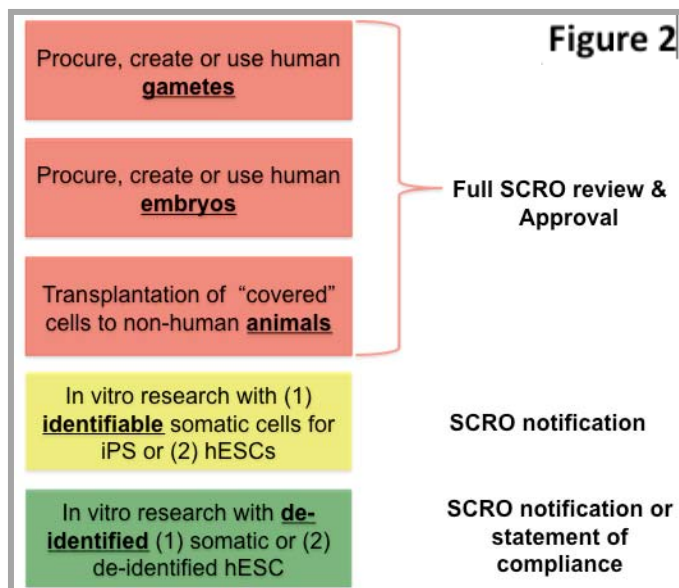 Figure 2
Procure, create or use human
gametes
Procure, create or use human
embryos
Full SCRO review &
Approval
Transplantation of “covered”
cells to non-human animals
In vitro research with (1)
identifiable somatic cells for
iPS or (2) hESCs
SCRO notification
In vitro research with de-
identified (1) somatic or (2)
de-identified hESC
SCRO notification or
statement of
compliance